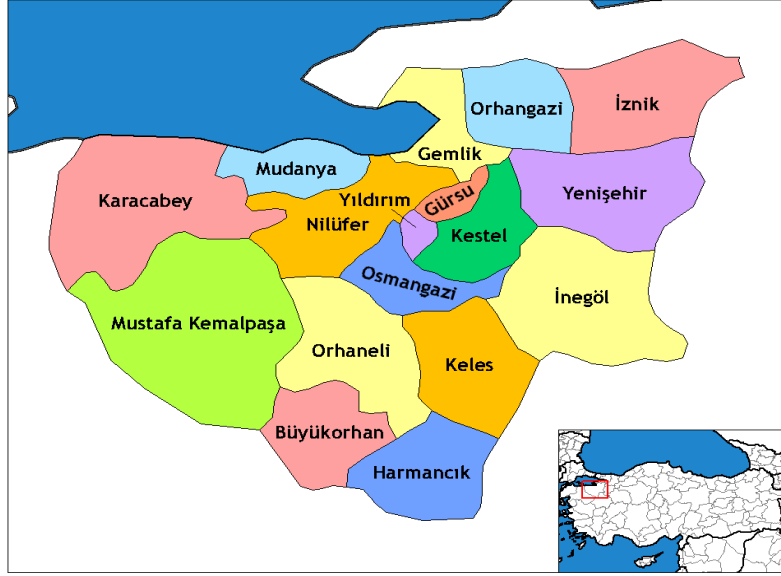 Orhangazi
İznik
Gemlik
Mudanya
Karacabey
Yıldırım
Gürsu
Yenişehir
Nilüfer
Kestel
Osmangazi
İnegöl
Mustafa Kemalpaşa
Orhaneli
Keles
Büyükorhan
Harmancık